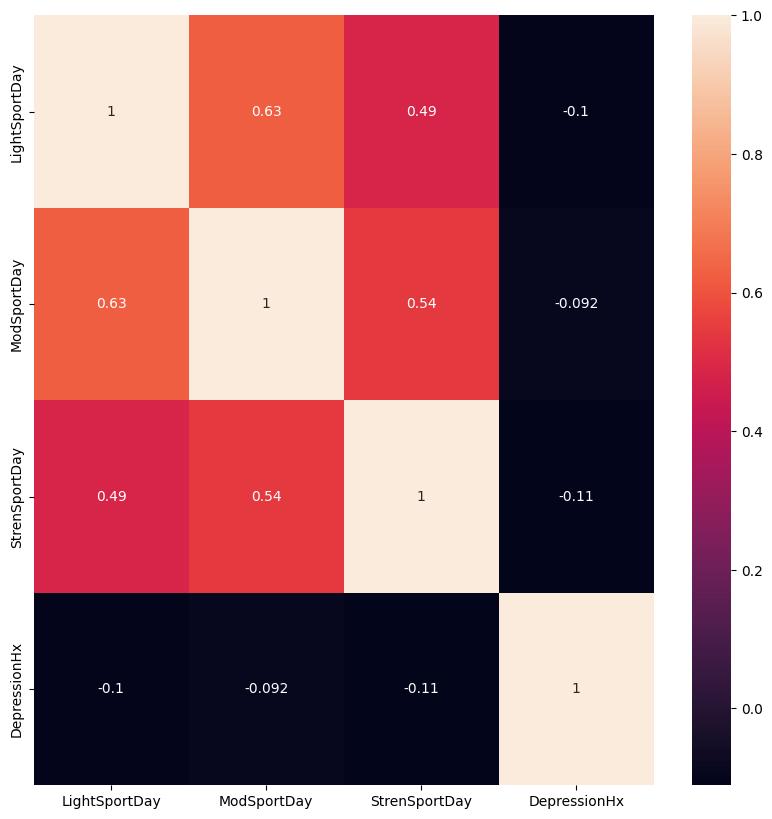 1.0
LightSportDay 1 0.63 0.49 -0.1
0.8
ModSportDay 0.63 1 0.54 -0.092
0.6
0.4
StrenSportDay 0.49 0.54 1 -0.11
0.2
DepressionHx -0.1 -0.092 -0.11 1
0.0
LightSportDay ModSportDay StrenSportDay DepressionHx